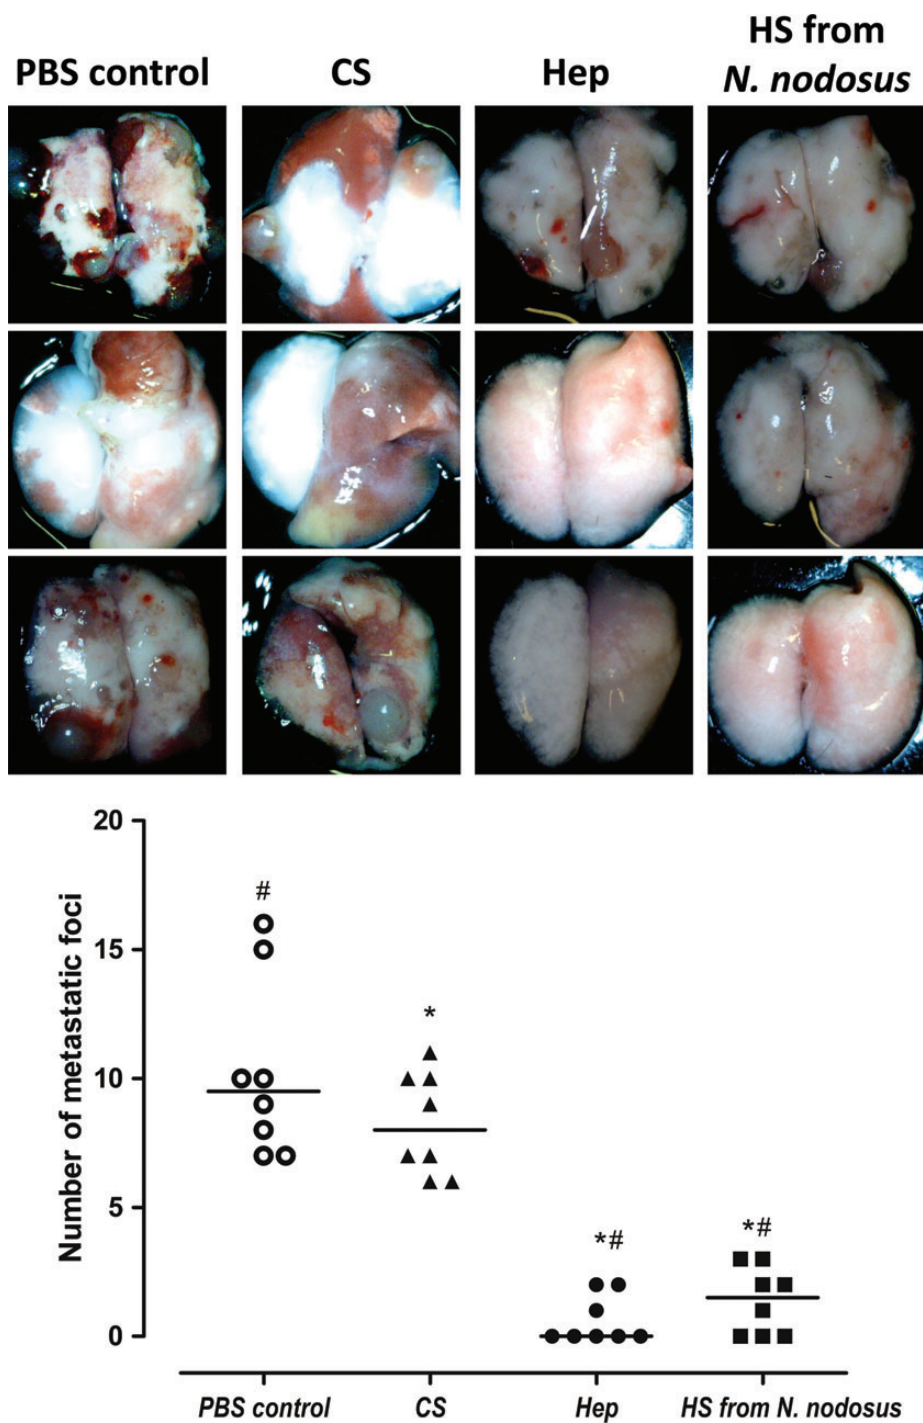 PBS control
CS
Hep
HS from
N. nodosus
20
15
10
5
0
Number of metastatic foci
#
*
*#
*#
PBS control
CS
Hep
HS from N. nodosus